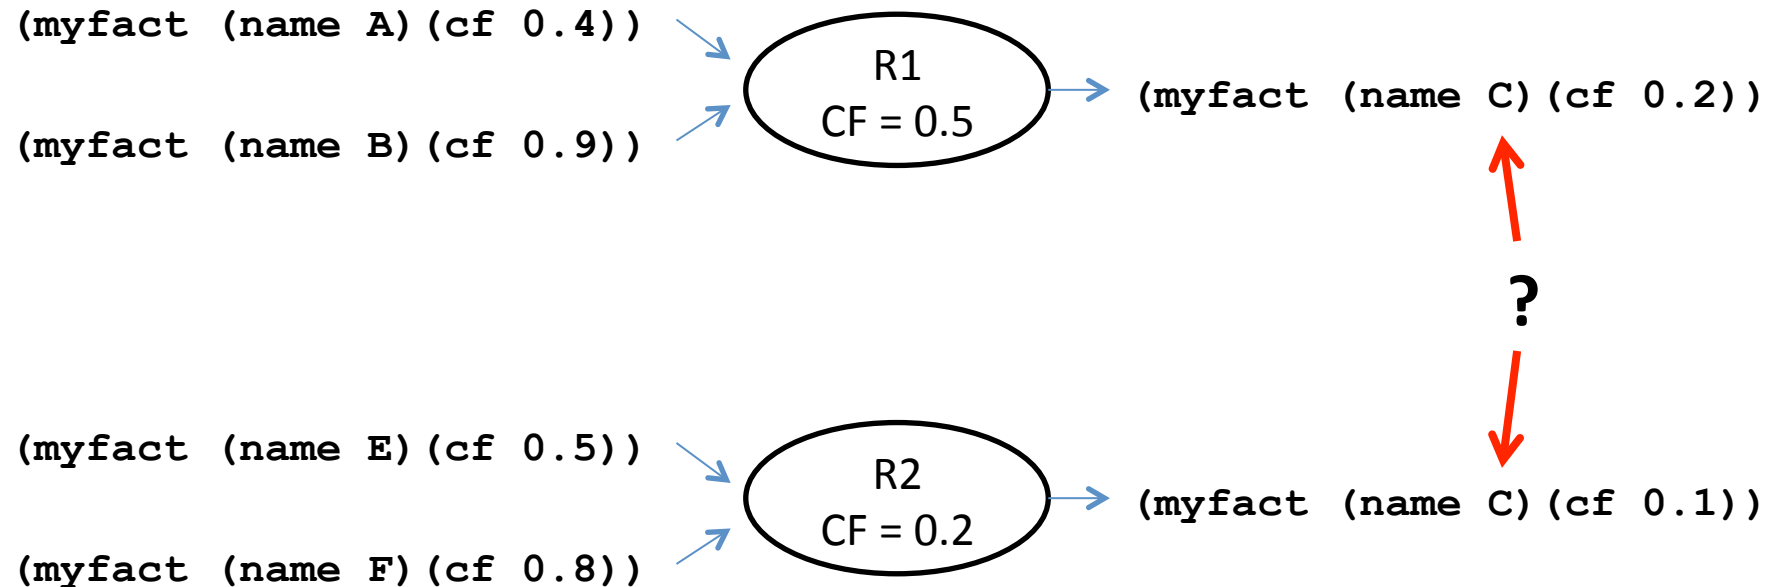 (myfact (name A)(cf 0.4))
R1
CF = 0.5
(myfact (name C)(cf 0.2))
(myfact (name B)(cf 0.9))
?
(myfact (name E)(cf 0.5))
R2
CF = 0.2
(myfact (name C)(cf 0.1))
(myfact (name F)(cf 0.8))